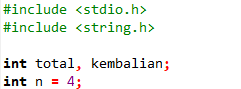 #include <stdio.h>
#include <string.h>
int total, kembalian;
int n = 4;